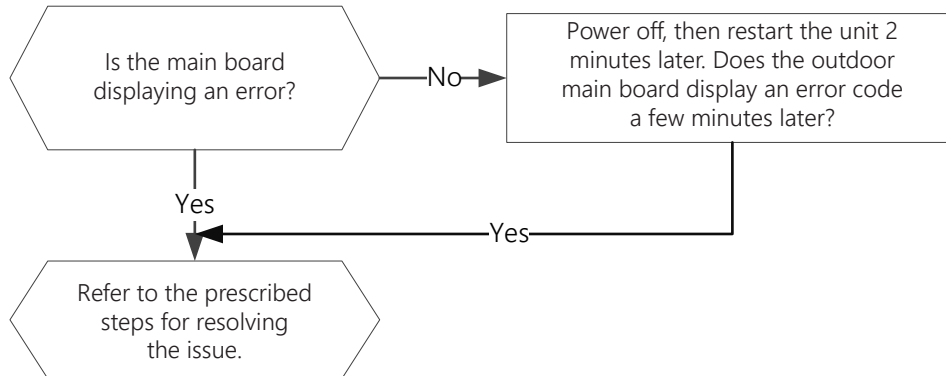 Is the main board
displaying an error?
No
Power off, then restart the unit 2
minutes later. Does the outdoor
main board display an error code
a few minutes later?
Yes
Yes
Refer to the prescribed
steps for resolving
the issue.